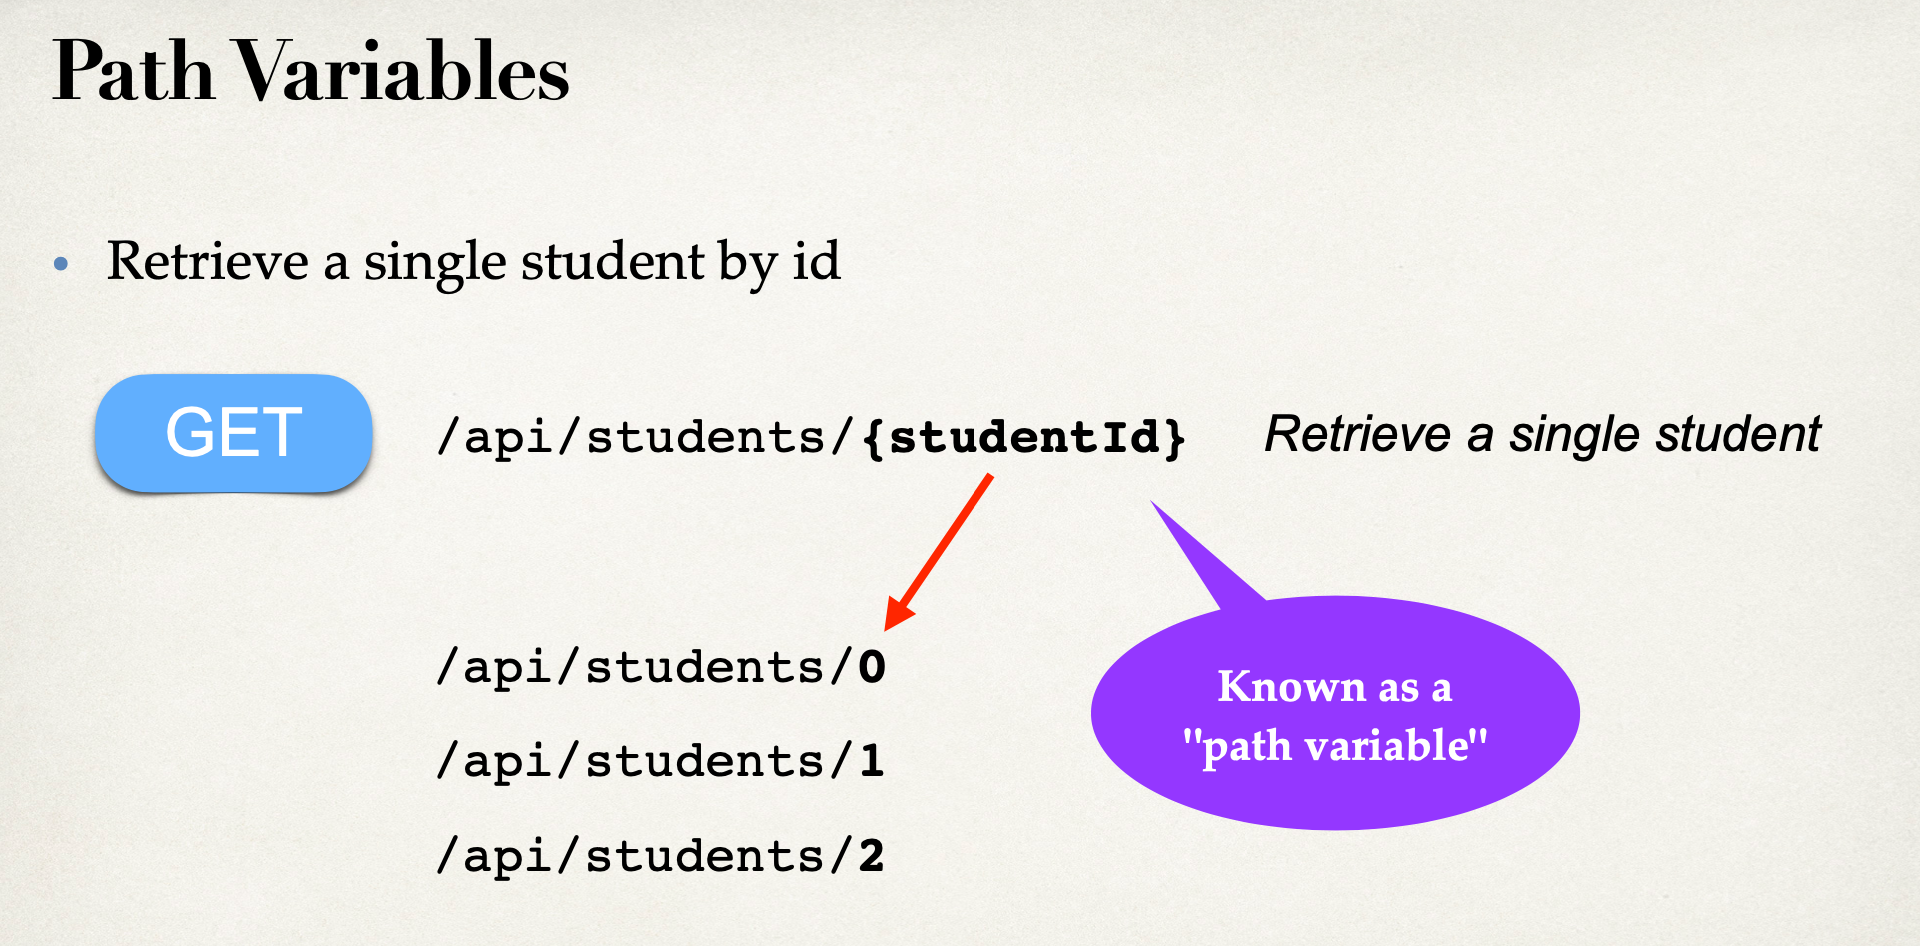 Path Variables
• Retrieve a single student by id
GET
/api/students/{studentId}
Retrieve a single student
/api/students/0
/api/students/1
/api/students/2
Known as a
"path variable"